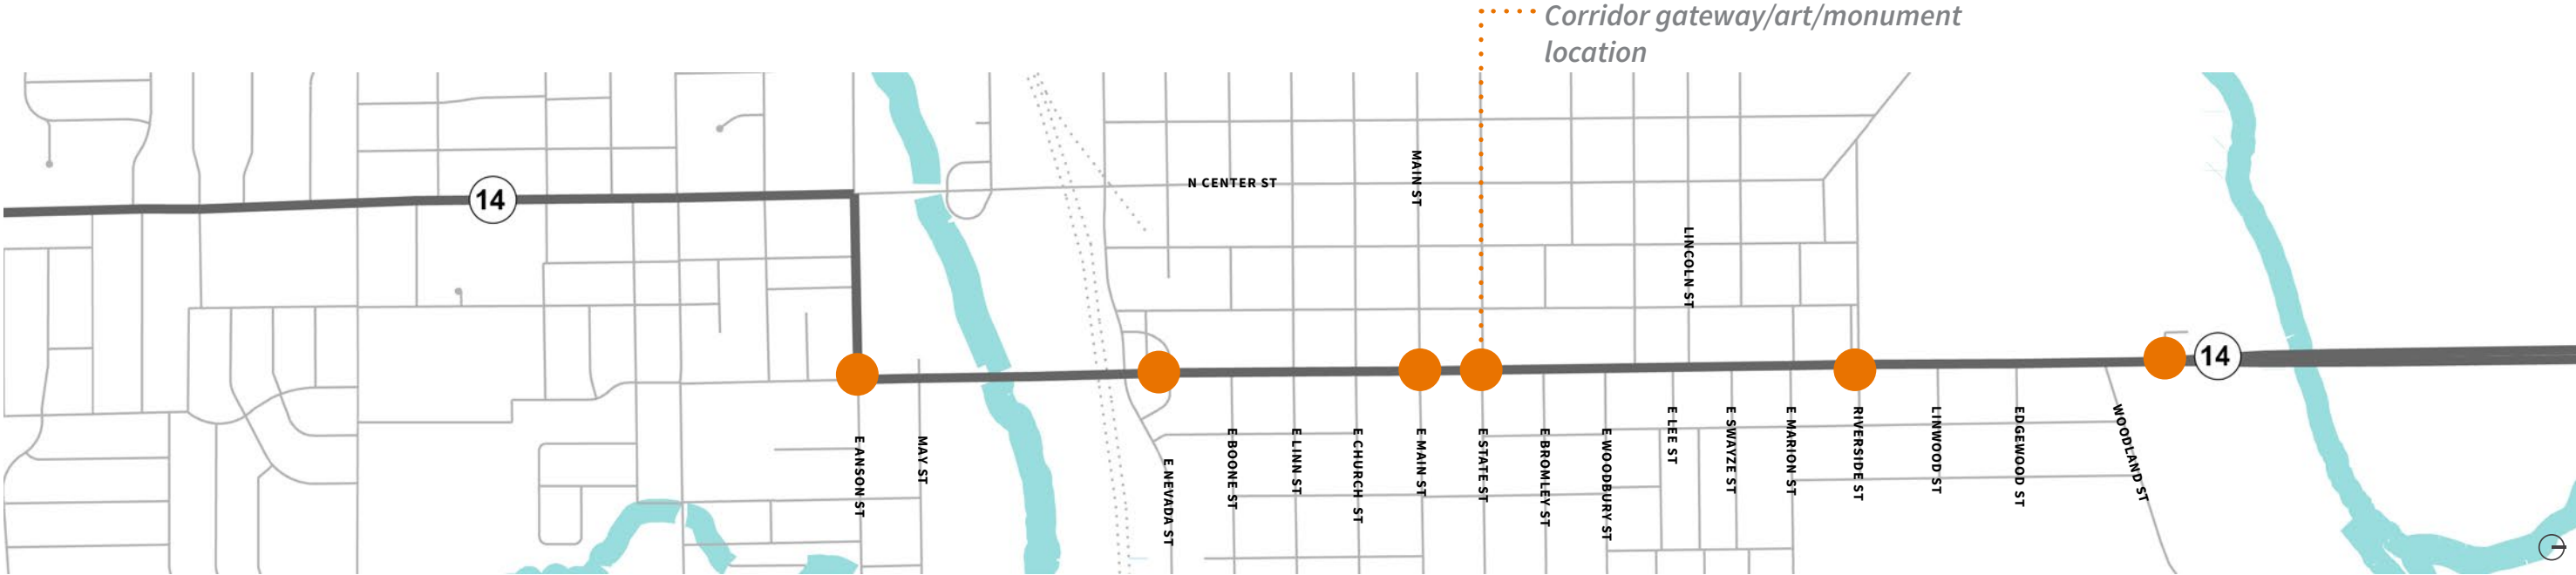 Corridor gateway/art/monument
location
14
N CENTER ST
MAIN ST
LINCOLN ST
14
E ANSON ST
MAY ST
E NEVADA ST
E BOONE ST
E LINN ST
E CHURCH ST
E MAIN ST
E STATE ST
E BROMLEY ST
E WOODBURY ST
E LEE ST
E SWAYZE ST
E MARION ST
RIVERSIDE ST
LINWOOD ST
EDGEWOOD ST
WOODLAND ST